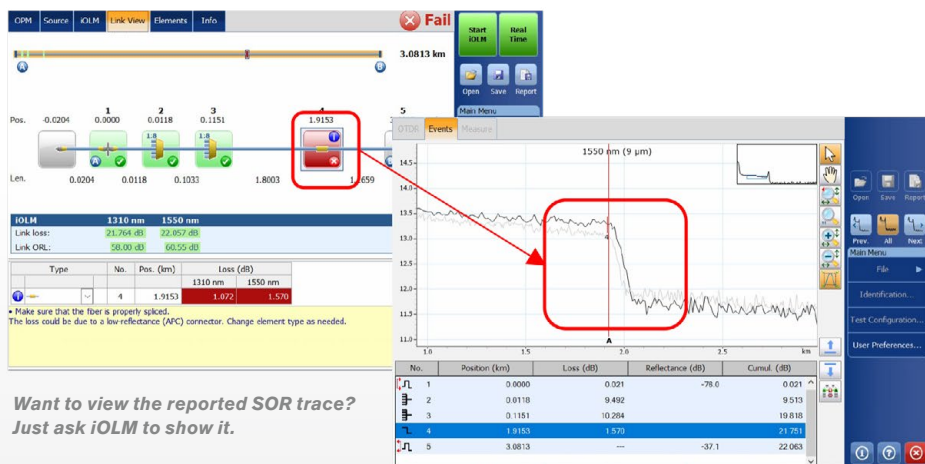 OPM Source iOLM Link View Elements Info
Fail
Start iOLM
Real Time
3.0813 km
A
B
Open Save Report
Main Menu
1 2 3 5
Pos. -0.0204 0.0000 0.0118 0.1151 1.9153
1:8 1:8
A
Len. 0.0204 0.0118 0.1033 1.8003
iOLM 1310 nm 1550 nm
Link loss: 21.764 dB 22.057 dB
Link ORL: 58.00 dB 60.55 dB
Type No. Pos. (km) Loss (dB)
1310 nm 1550 nm
4 1.9153 1.072 1.570
• Make sure that the fiber is properly spliced.
The loss could be due to a low-reflectance (APC) connector. Change element type as needed.
Want to view the reported SOR trace?
Just ask iOLM to show it.
OTDR Events Measure
1550 nm (9 µm)
14.5
14.0
13.5
13.0
12.5
12.0
11.5
11.0
4
A
1.0 1.5 2.0 2.5 km
No. Position (km) Loss (dB) Reflectance (dB) Cumul. (dB)
1 0.0000 0.021 -78.0 0.021
2 0.0118 9.492 9.513
3 0.1151 10.284 19.818
4 1.9153 1.570 21.751
5 3.0813 --- -37.1 22.063
Open Save Report
Prev. All Next
Main Menu
File
Identification...
Test Configuration...
User Preferences...